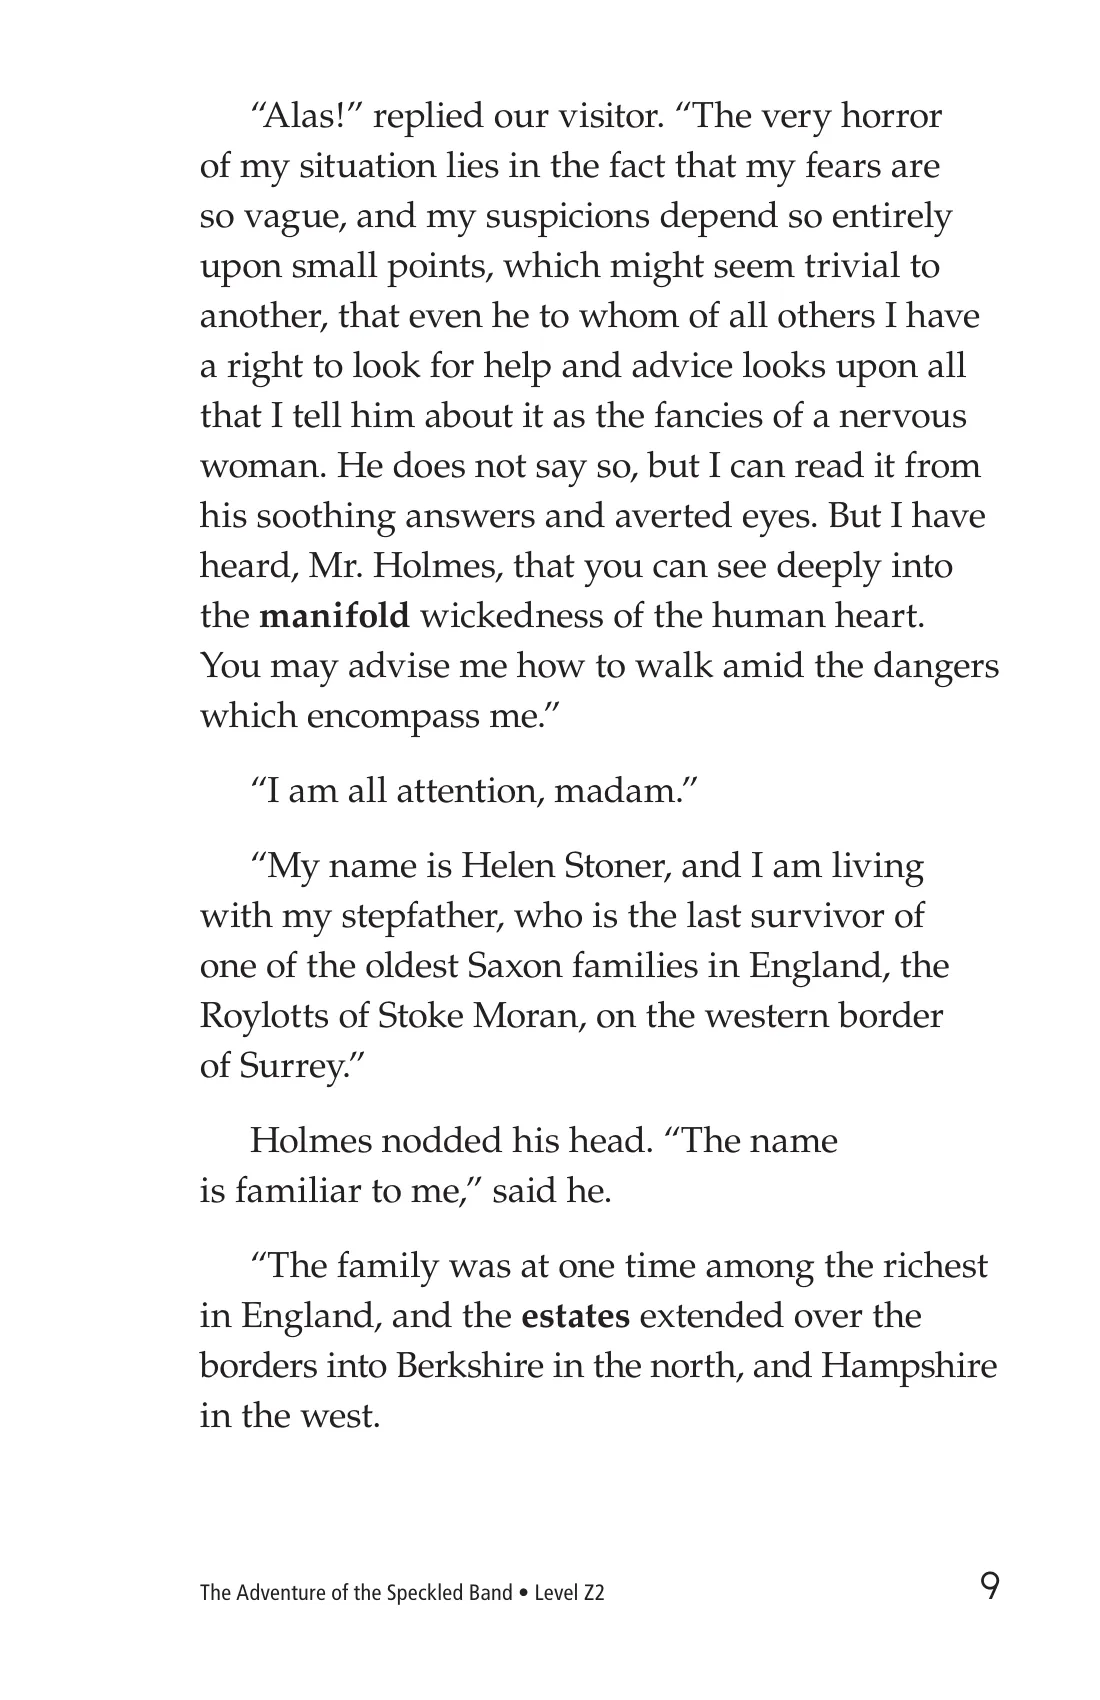 “Alas!” replied our visitor. “The very horror
of my situation lies in the fact that my fears are
so vague, and my suspicions depend so entirely
upon small points, which might seem trivial to
another, that even he to whom of all others I have
a right to look for help and advice looks upon all
that I tell him about it as the fancies of a nervous
woman. He does not say so, but I can read it from
his soothing answers and averted eyes. But I have
heard, Mr. Holmes, that you can see deeply into
the manifold wickedness of the human heart.
You may advise me how to walk amid the dangers
which encompass me.”
“I am all attention, madam.”
“My name is Helen Stoner, and I am living
with my stepfather, who is the last survivor of
one of the oldest Saxon families in England, the
Roylotts of Stoke Moran, on the western border
of Surrey.”
Holmes nodded his head. “The name
is familiar to me,” said he.
“The family was at one time among the richest
in England, and the estates extended over the
borders into Berkshire in the north, and Hampshire
in the west.
The Adventure of the Speckled Band • Level Z2 9